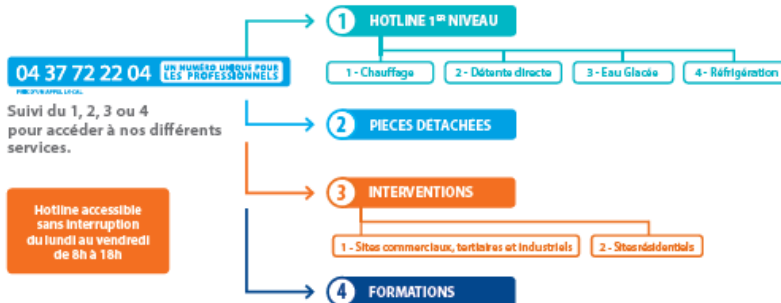 1 HOTLINE 1ER NIVEAU
04 37 72 22 04 UN NUMÉRO UNIQUE POUR
LES PROFESSIONNELS
1 - Chauffage 2 - Détente directe 3 - Eau Glacée 4 - Réfrigération
Suivi du 1, 2, 3 ou 4
pour accéder à nos différents
services.
2 PIECES DÉTACHÉES
3 INTERVENTIONS
1 - Sites commerciaux, tertiaires et industriels 2 - Sites résidentiels
Hotline accessible
sans interruption
du lundi au vendredi
de 8h à 18h
4 FORMATIONS